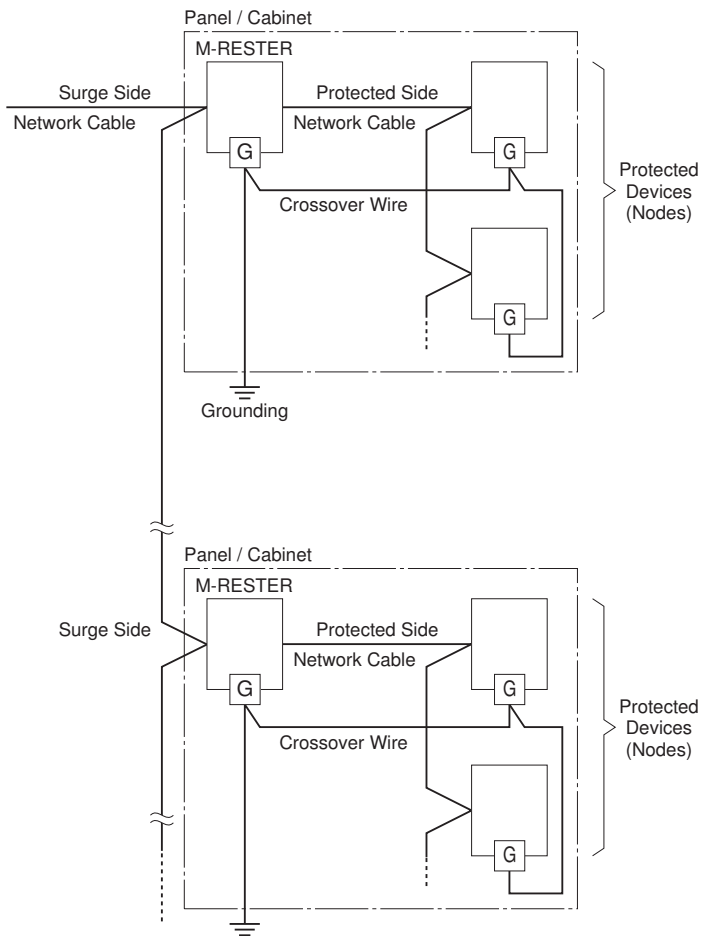 Panel / Cabinet
M-RESTER
Surge Side
Network Cable
Protected Side
Network Cable
G
G
Crossover Wire
Protected
Devices
(Nodes)
G
Grounding
Panel / Cabinet
M-RESTER
Surge Side
Protected Side
Network Cable
G
G
Crossover Wire
Protected
Devices
(Nodes)
G